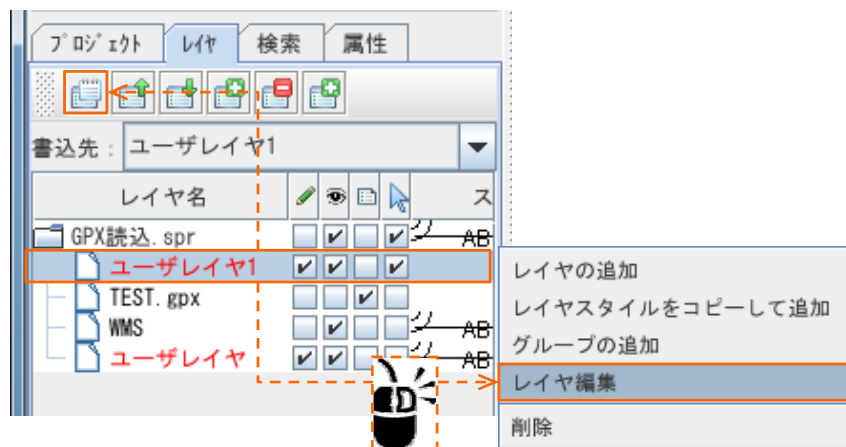 プロジェクト レイヤ 検索 属性
書込先: ユーザレイヤ1
レイヤ名 ス
GPX読込.spr AB
ユーザレイヤ1
TEST.gpx
WMS AB
ユーザレイヤ AB
レイヤの追加
レイヤスタイルをコピーして追加
グループの追加
レイヤ編集
削除